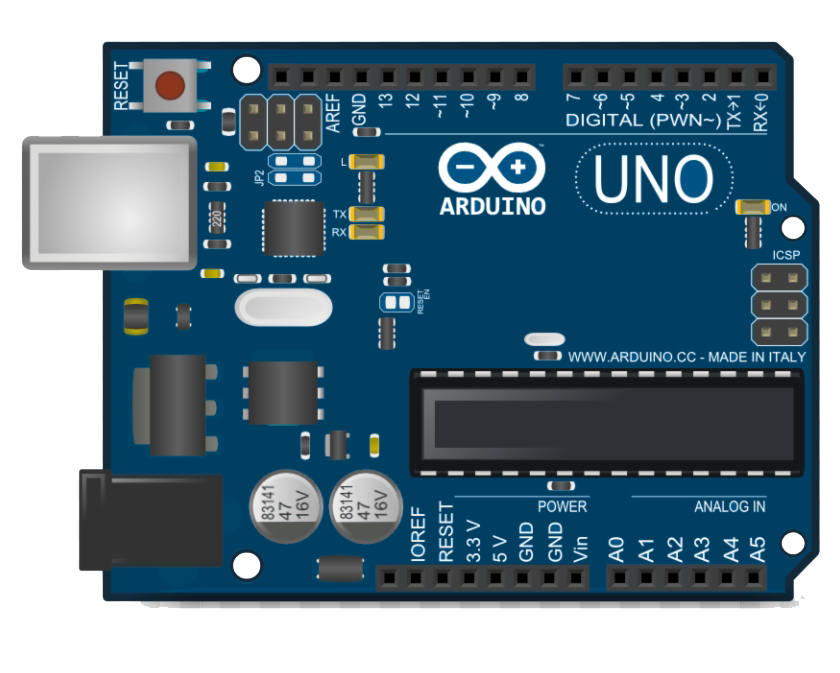 RESET
AREF
GND
13
12
~11
~10
~9
8
7
~6
~5
4
~3
2
TX→1
RX←0
DIGITAL (PWM~)
L
JP2
TX
RX
220
ARDUINO
™
UNO
ON
ICSP
RESET
EN
WWW.ARDUINO.CC - MADE IN ITALY
83141
47
16V
83141
47
16V
POWER
ANALOG IN
IOREF
RESET
3.3 V
5 V
GND
GND
Vin
A0
A1
A2
A3
A4
A5